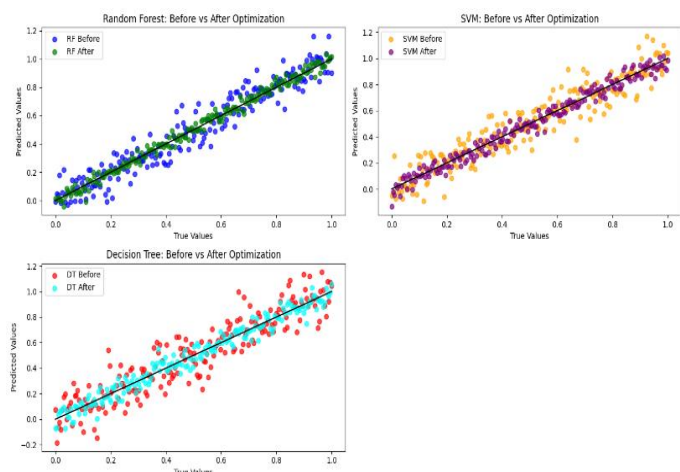 Random Forest: Before vs After Optimization
RF Before
RF After
1.2
1.0
0.8
0.6
0.4
0.2
0.0
Predicted Values
0.0 0.2 0.4 0.6 0.8 1.0
True Values
SVM: Before vs After Optimization
SVM Before
SVM After
1.2
1.0
0.8
0.6
0.4
0.2
0.0
Predicted Values
0.0 0.2 0.4 0.6 0.8 1.0
True Values
Decision Tree: Before vs After Optimization
DT Before
DT After
1.2
1.0
0.8
0.6
0.4
0.2
0.0
−0.2
Predicted Values
0.0 0.2 0.4 0.6 0.8 1.0
True Values